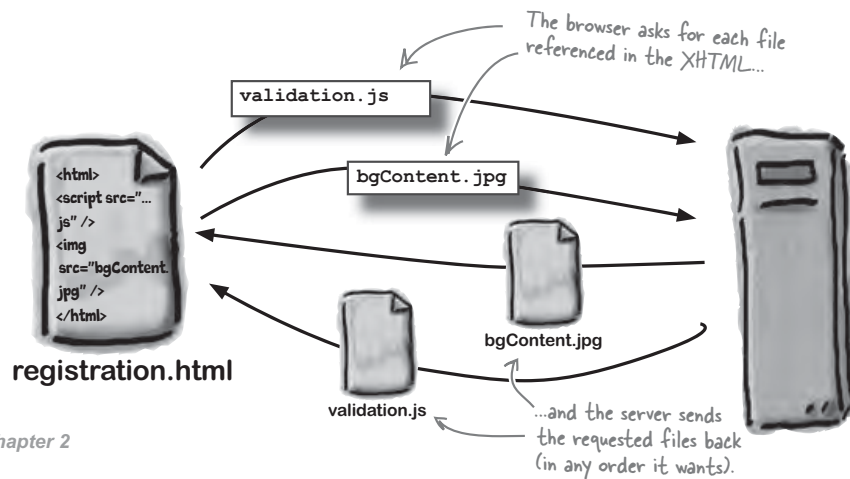 The browser asks for each file
referenced in the XHTML...
validation.js
bgContent.jpg
<html>
<script src="...
js" />
<img
src="bgContent.
jpg" />
</html>
registration.html
bgContent.jpg
validation.js
...and the server sends
the requested files back
(in any order it wants).
hapter 2